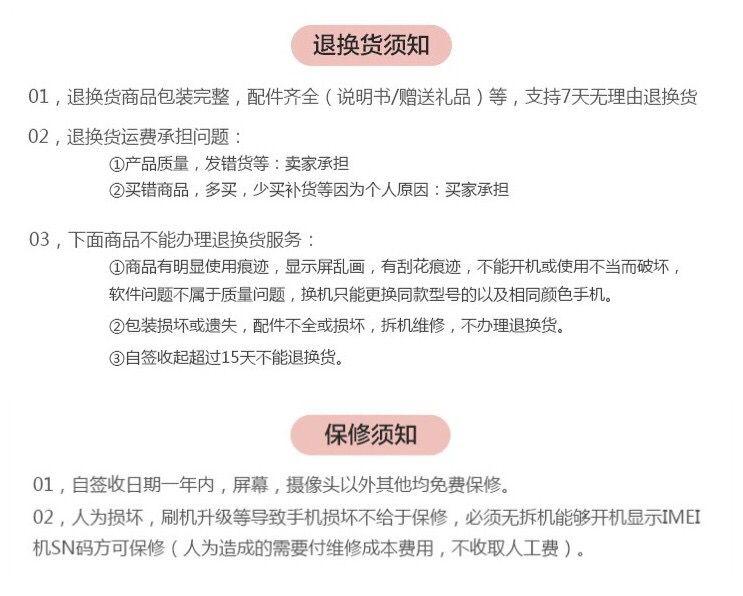 退换货须知
01，退换货商品包装完整，配件齐全（说明书/赠送礼品）等，支持7天无理由退换货
02，退换货运费承担问题：
①产品质量，发错货等：卖家承担
②买错商品，多买，少买补货等因为个人原因：买家承担
03，下面商品不能办理退换货服务：
①商品有明显使用痕迹，显示屏乱画，有刮花痕迹，不能开机或使用不当而破坏，
软件问题不属于质量问题，换机只能更换同款型号的以及相同颜色手机。
②包装损坏或遗失，配件不全或损坏，拆机维修，不办理退换货。
③自签收起超过15天不能退换货。
保修须知
01，自签收日期一年内，屏幕，摄像头以外其他均免费保修。
02，人为损坏，刷机升级等导致手机损坏不给于保修，必须无拆机能够开机显示IMEI
机SN码方可保修（人为造成的需要付维修成本费用，不收取人工费）。